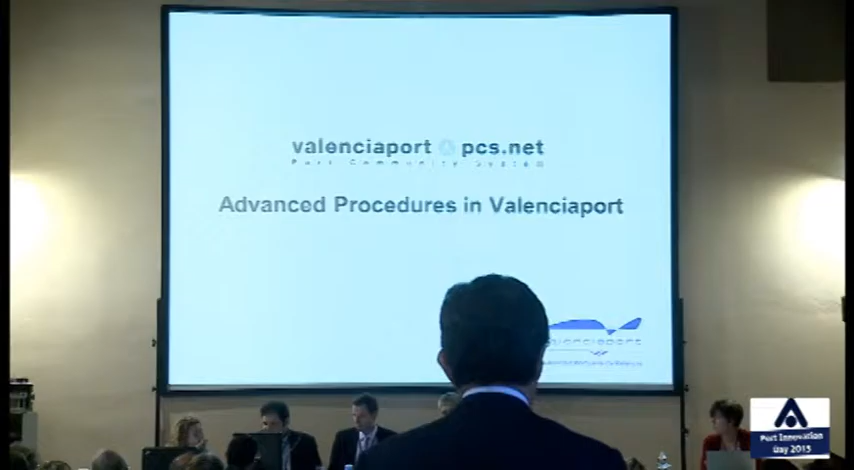 valenciaport pcs.net
Port Community System
Advanced Procedures in Valenciaport
valenciaport
Port Innovation
Day 2015